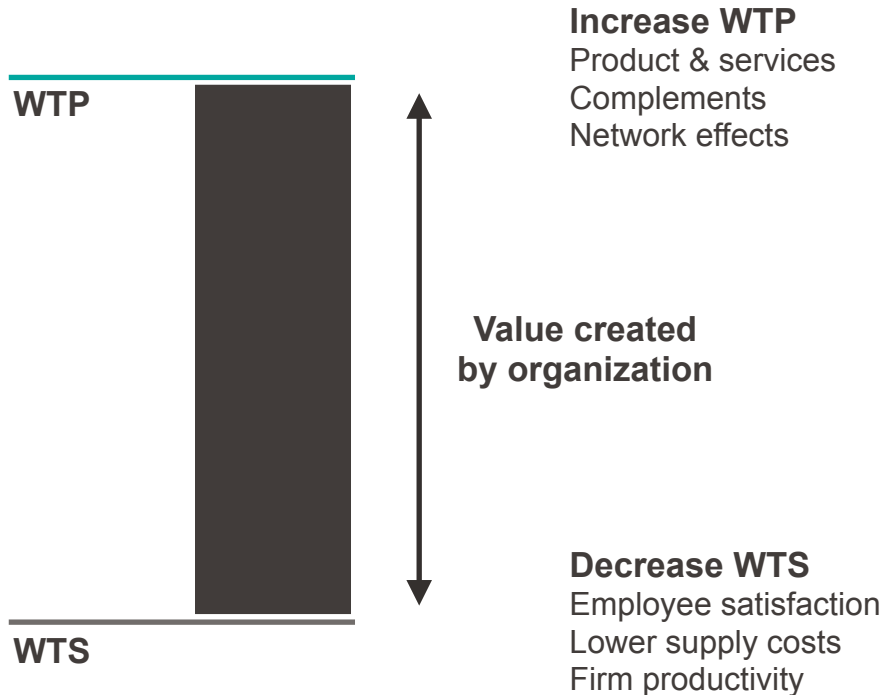 Increase WTP
Product & services
Complements
Network effects
WTP
Value created
by organization
Decrease WTS
Employee satisfaction
Lower supply costs
Firm productivity
WTS